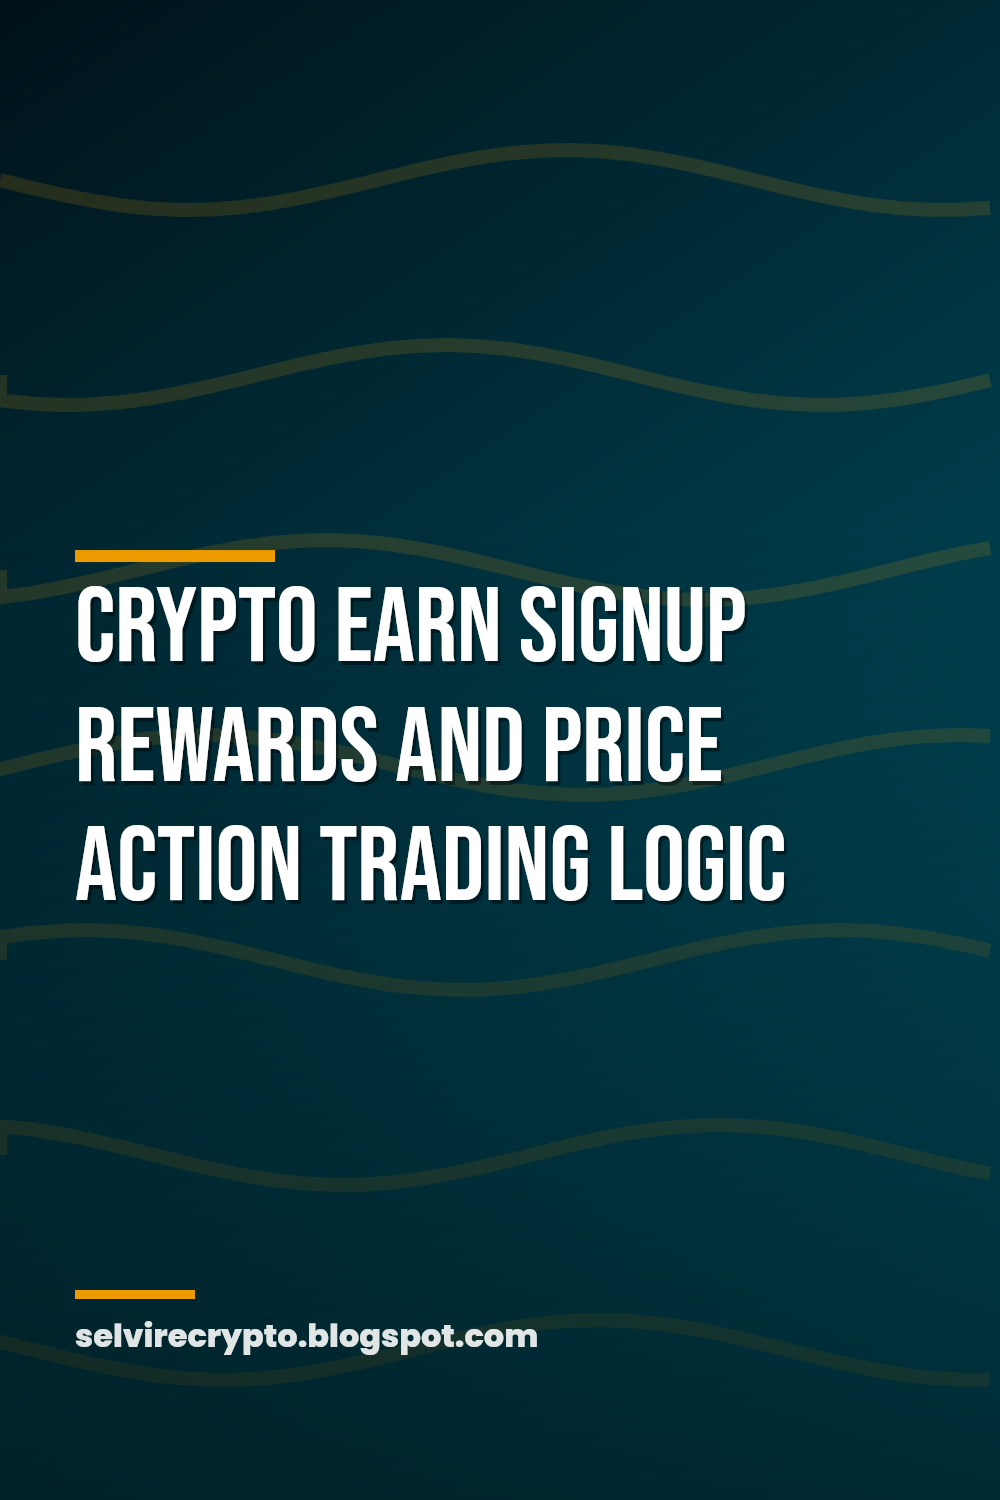 CRYPTO EARN SIGNUP
REWARDS AND PRICE
ACTION TRADING LOGIC
selvirecrypto.blogspot.com